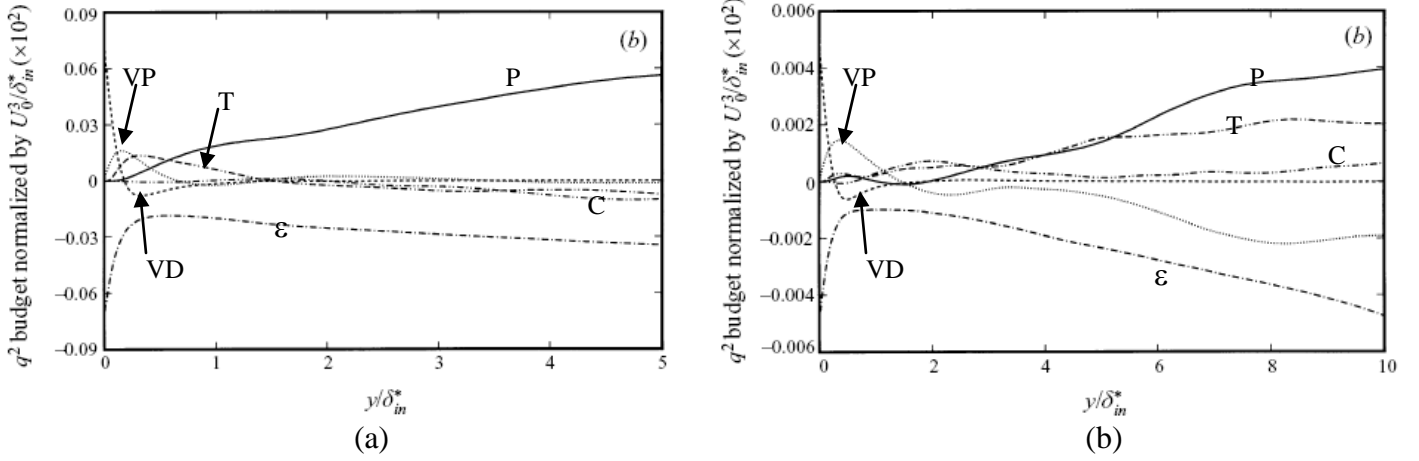 q² budget normalized by U₀³/δ*ᵢₙ (×10²)
0.09
0.06
0.03
0
–0.03
–0.06
–0.09
(b)
VP
T
P
C
ε
VD
0 1 2 3 4 5
y/δ*ᵢₙ
(a)
q² budget normalized by U₀³/δ*ᵢₙ (×10²)
0.006
0.004
0.002
0
–0.002
–0.004
–0.006
(b)
VP
P
T
C
VD
ε
0 2 4 6 8 10
y/δ*ᵢₙ
(b)